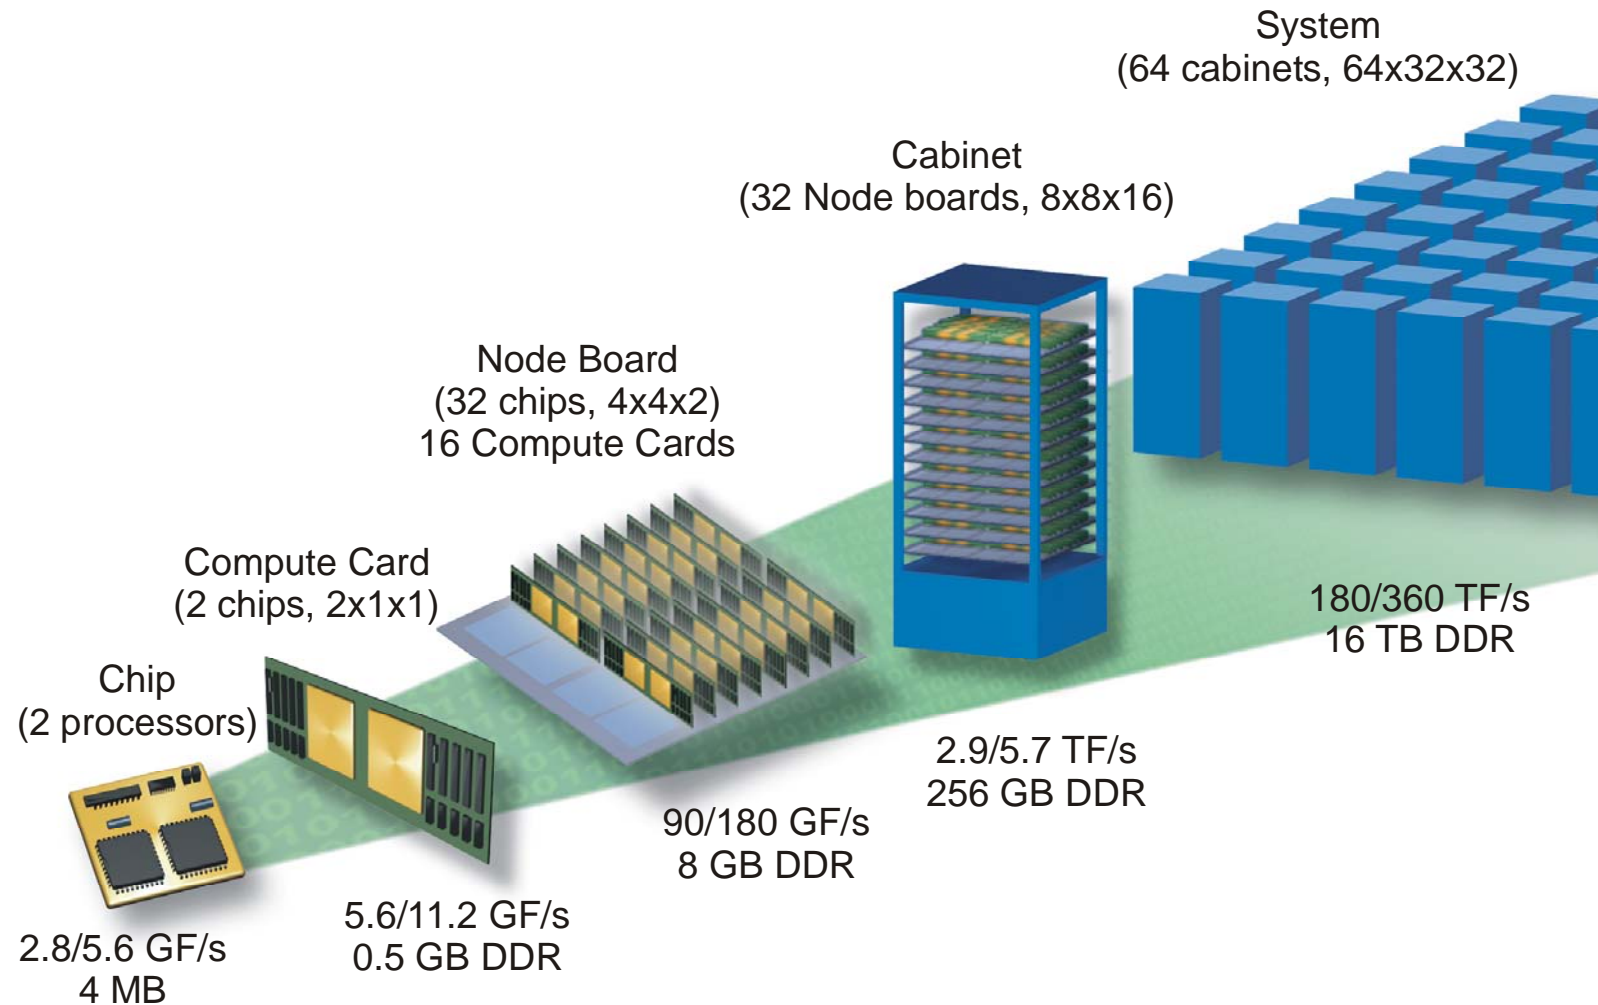 System
(64 cabinets, 64x32x32)
Cabinet
(32 Node boards, 8x8x16)
Node Board
(32 chips, 4x4x2)
16 Compute Cards
Compute Card
(2 chips, 2x1x1)
Chip
(2 processors)
180/360 TF/s
16 TB DDR
2.9/5.7 TF/s
256 GB DDR
90/180 GF/s
8 GB DDR
5.6/11.2 GF/s
0.5 GB DDR
2.8/5.6 GF/s
4 MB